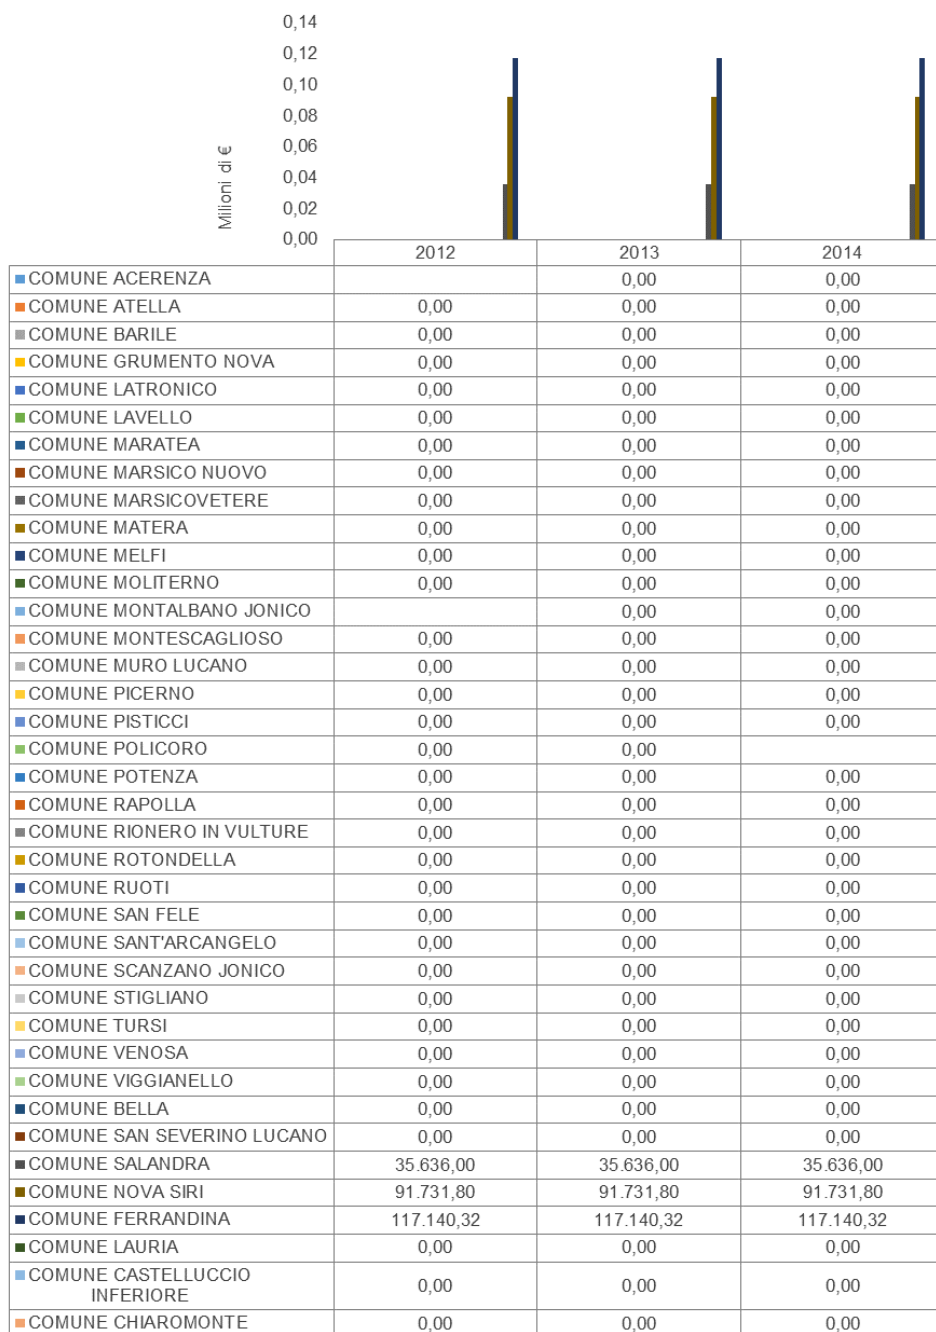 0,14
0,12
0,10
0,08
0,06
0,04
0,02
0,00
Milioni di €
2012 2013 2014
COMUNE ACERENZA 0,00 0,00
COMUNE ATELLA 0,00 0,00 0,00
COMUNE BARILE 0,00 0,00 0,00
COMUNE GRUMENTO NOVA 0,00 0,00 0,00
COMUNE LATRONICO 0,00 0,00 0,00
COMUNE LAVELLO 0,00 0,00 0,00
COMUNE MARATEA 0,00 0,00 0,00
COMUNE MARSICO NUOVO 0,00 0,00 0,00
COMUNE MARSICOVETERE 0,00 0,00 0,00
COMUNE MATERA 0,00 0,00 0,00
COMUNE MELFI 0,00 0,00 0,00
COMUNE MOLITERNO 0,00 0,00 0,00
COMUNE MONTALBANO JONICO 0,00 0,00
COMUNE MONTESCAGLIOSO 0,00 0,00 0,00
COMUNE MURO LUCANO 0,00 0,00 0,00
COMUNE PICERNO 0,00 0,00 0,00
COMUNE PISTICCI 0,00 0,00 0,00
COMUNE POLICORO 0,00 0,00
COMUNE POTENZA 0,00 0,00 0,00
COMUNE RAPOLLA 0,00 0,00 0,00
COMUNE RIONERO IN VULTURE 0,00 0,00 0,00
COMUNE ROTONDELLA 0,00 0,00 0,00
COMUNE RUOTI 0,00 0,00 0,00
COMUNE SAN FELE 0,00 0,00 0,00
COMUNE SANT'ARCANGELO 0,00 0,00 0,00
COMUNE SCANZANO JONICO 0,00 0,00 0,00
COMUNE STIGLIANO 0,00 0,00 0,00
COMUNE TURSI 0,00 0,00 0,00
COMUNE VENOSA 0,00 0,00 0,00
COMUNE VIGGIANELLO 0,00 0,00 0,00
COMUNE BELLA 0,00 0,00 0,00
COMUNE SAN SEVERINO LUCANO 0,00 0,00 0,00
COMUNE SALANDRA 35.636,00 35.636,00 35.636,00
COMUNE NOVA SIRI 91.731,80 91.731,80 91.731,80
COMUNE FERRANDINA 117.140,32 117.140,32 117.140,32
COMUNE LAURIA 0,00 0,00 0,00
COMUNE CASTELLUCCIO
INFERIORE 0,00 0,00 0,00
COMUNE CHIAROMONTE 0,00 0,00 0,00